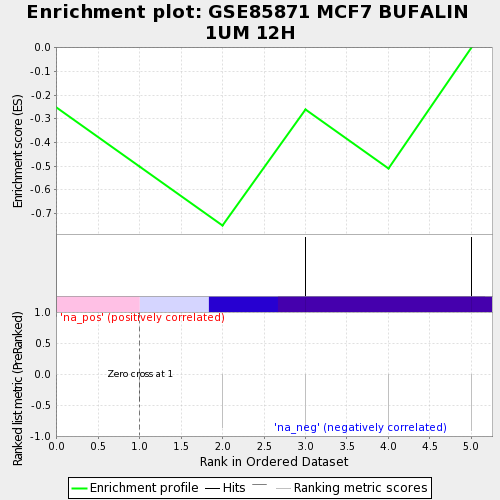 Enrichment plot: GSE85871 MCF7 BUFALIN
1UM 12H
Enrichment score (ES)
0.0
-0.1
-0.2
-0.3
-0.4
-0.5
-0.6
-0.7
Ranked list metric (PreRanked)
1.0
0.5
0.0
-0.5
-1.0
'na_pos' (positively correlated)
Zero cross at 1
'na_neg' (negatively correlated)
0.0 0.5 1.0 1.5 2.0 2.5 3.0 3.5 4.0 4.5 5.0
Rank in Ordered Dataset
Enrichment profile Hits Ranking metric scores